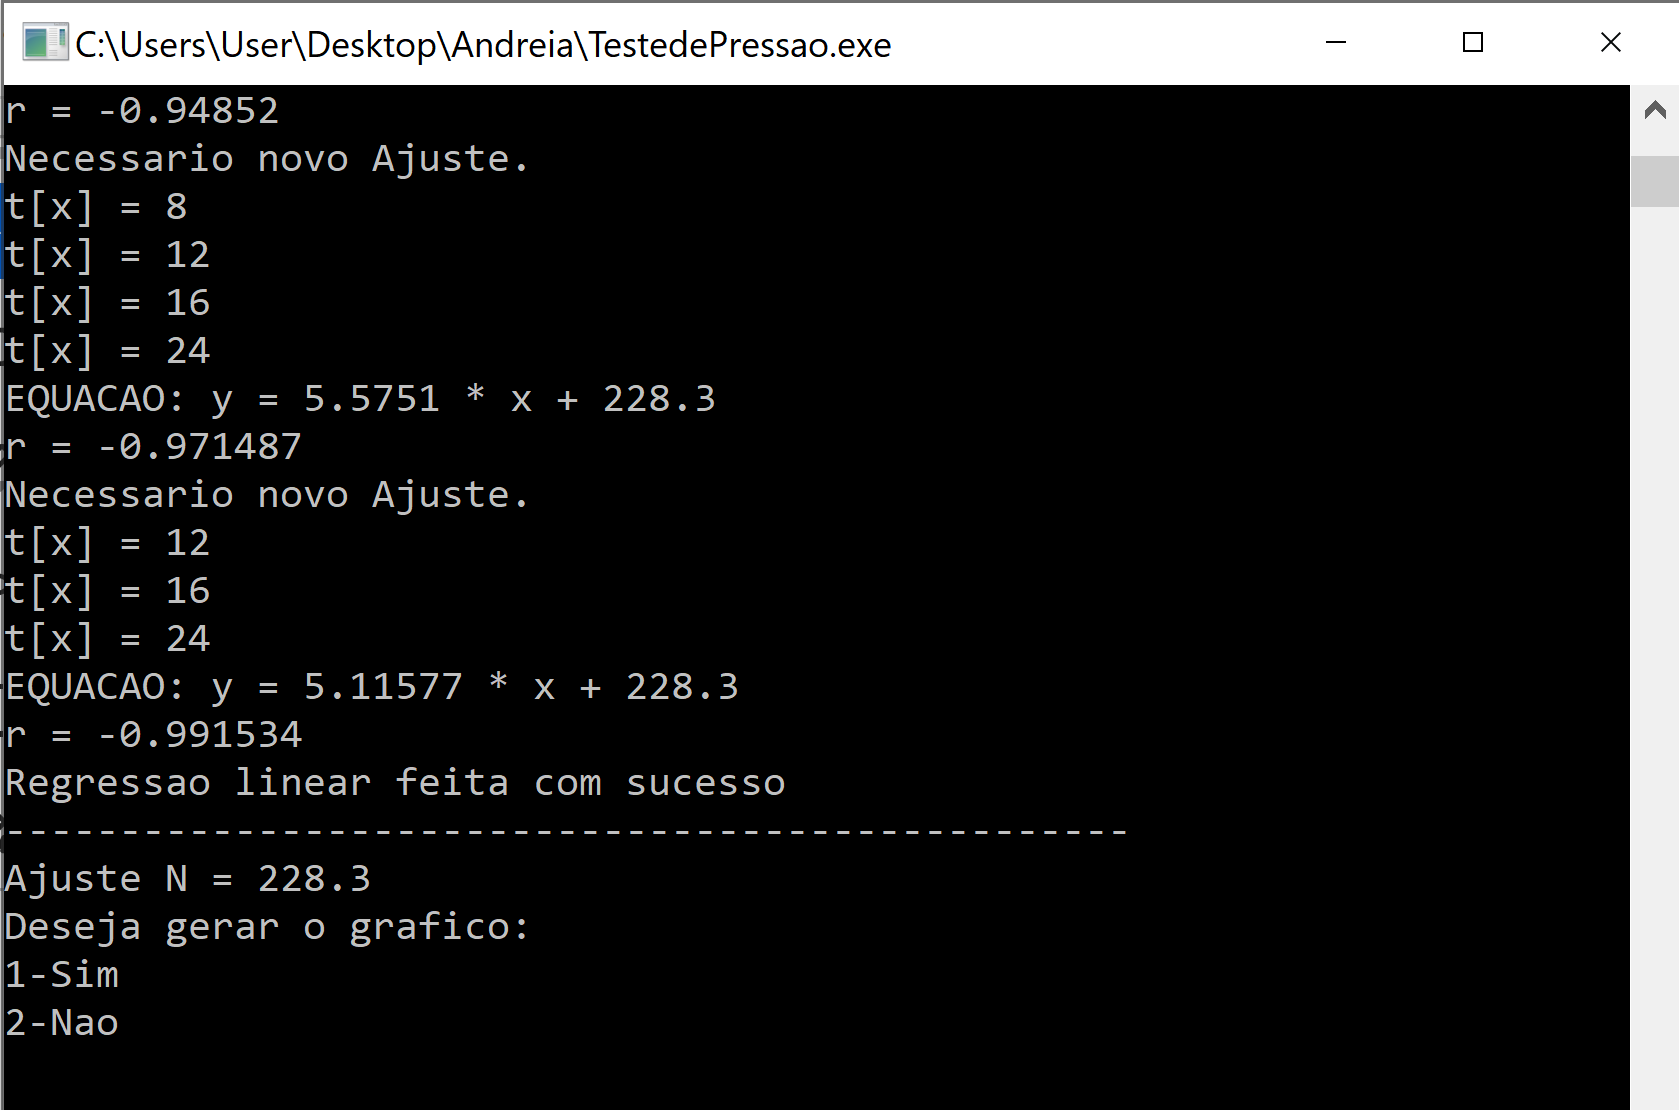 C:\Users\User\Desktop\Andreia\TestedePressao.exe
r = -0.94852
Necessario novo Ajuste.
t[x] = 8
t[x] = 12
t[x] = 16
t[x] = 24
EQUACAO: y = 5.5751 * x + 228.3
r = -0.971487
Necessario novo Ajuste.
t[x] = 12
t[x] = 16
t[x] = 24
EQUACAO: y = 5.11577 * x + 228.3
r = -0.991534
Regressao linear feita com sucesso
-------------------------------------------------
Ajuste N = 228.3
Deseja gerar o grafico:
1-Sim
2-Nao